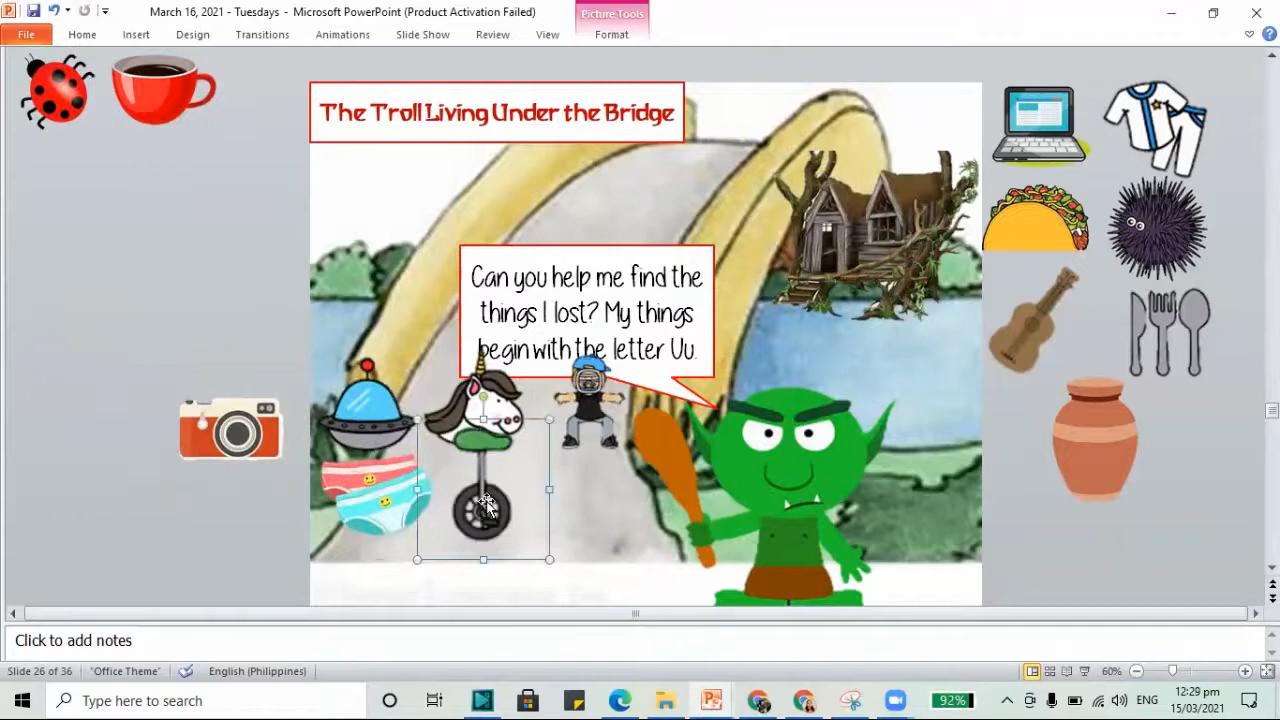 March 16, 2021 - Tuesdays - Microsoft PowerPoint (Product Activation Failed)
Picture Tools
File Home Insert Design Transitions Animations Slide Show Review View Format
The Troll Living Under the Bridge
Can you help me find the
things I lost? My things
begin with the letter Uu.
Click to add notes
Slide 26 of 36 "Office Theme" English (Philippines) 60%
Type here to search
92%
ENG
12:29 pm
15/03/2021